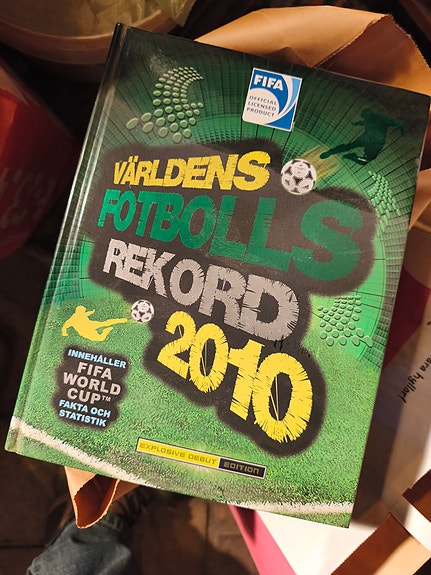 FIFA
OFFICIAL
LICENSED
PRODUCT
VÄRLDENS
FOTBOLLS
REKORD
2010
INNEHÅLLER
FIFA
WORLD
CUP™
FAKTA OCH
STATISTIK
EXPLOSIVE DEBUT EDITION